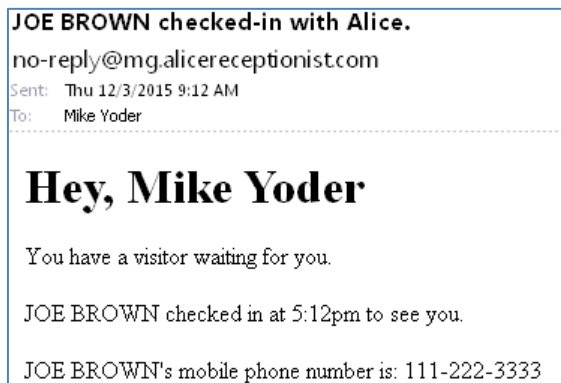 JOE BROWN checked-in with Alice.
no-reply@mg.alicereceptionist.com
Sent: Thu 12/3/2015 9:12 AM
To: Mike Yoder
Hey, Mike Yoder
You have a visitor waiting for you.
JOE BROWN checked in at 5:12pm to see you.
JOE BROWN's mobile phone number is: 111-222-3333